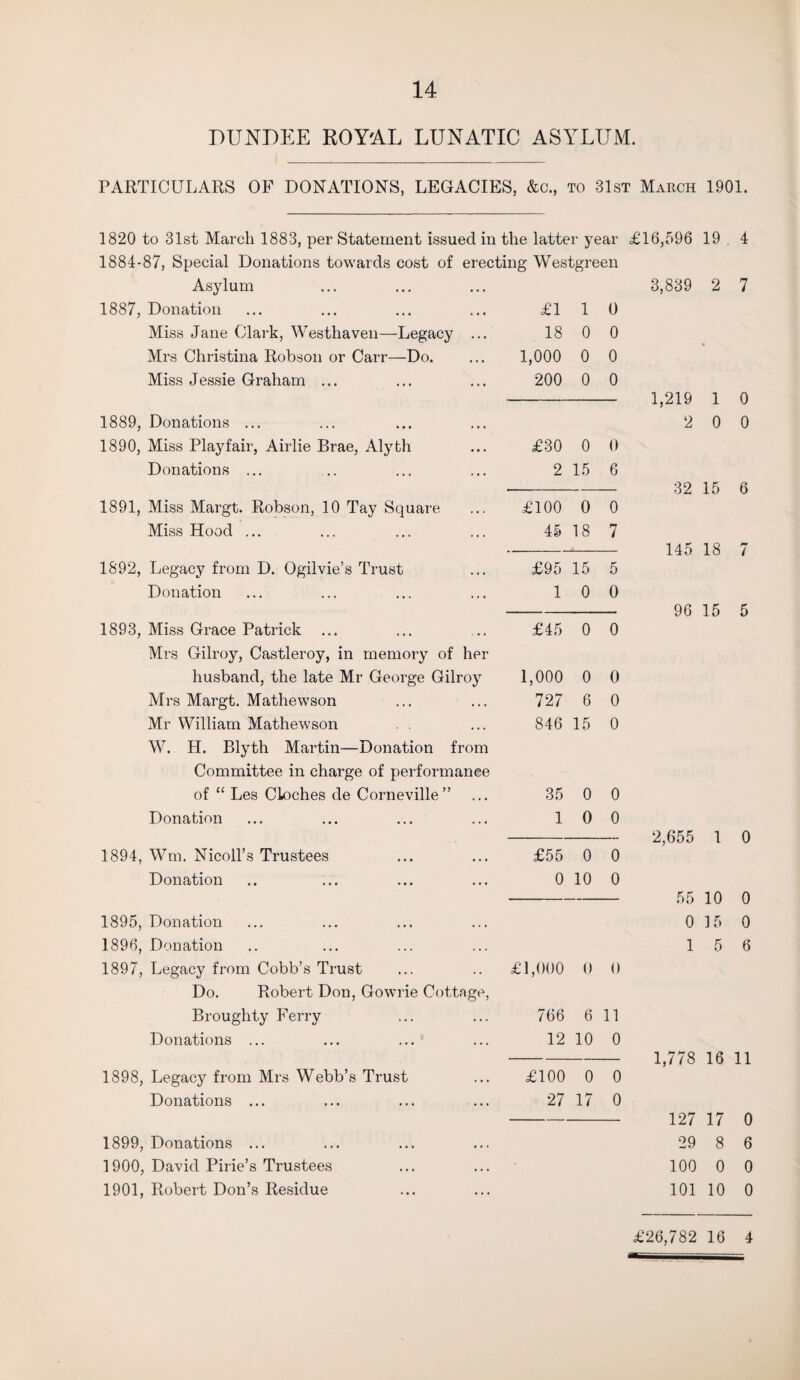 14
DUNDEE ROY'AL LUNATIC ASYLUM.
PARTICULARS OF DONATIONS, LEGACIES, &c., TO 31ST MARCH 1901.
1820 to 31st March 1883, per Statement issued in the latter year £16,596 19 . 4
1884-87, Special Donations towards cost of erecting Westgreen
Asylum ... ... ... 3,839 2 7
1887, Donation ... ... ... ... £1 1 0
Miss Jane Clark, Westhaven—Legacy ... 18 0 0
Mrs Christina Robson or Carr—Do. ... 1,000 0 0
Miss Jessie Graham ... ... ... 200 0 0
1,219 1 0
1889, Donations ... ... ... ... 2 0 0
1890, Miss Playfair, Airlie Brae, Alyth ... £30 0 0
Donations ... .. ... ... 2 15 6
32 15 6
1891, Miss Margt. Robson, 10 Tay Square ... £100 0 0
Miss Hood ... ... ... ... 45 18 7
145 18 7
1892, Legacy from D. Ogilvie's Trust ... £95 15 5
Donation ... ... ... ... 1 0 0
96 15 5
1893, Miss Grace Patrick ... ... .. £45 0 0
Mrs Gilroy, Castleroy, in memory of her
husband, the late Mr George Gilroy 1,000 0 0
Mrs Margt. Mathewson ... ... 727 6 0
Mr William Mathewson . . ... 846 15 0
W. H. Blyth Martin—Donation from
Committee in charge of performance
of “ Les Cloches de Corneville ” ... 35 0 0
Donation ... ... ... ... 1 0 0
2,655 1 0
1894, Wm. Nicoll's Trustees ... ... £55 0 0
Donation .. ... ... ... 0 10 0
55 10 0
1895, Donation ... ... ... ... 0 15 0
1896, Donation .. ... ... ... 1 5 6
1897, Legacy from Cobb's Trust ... .. £1,000 0 0
Do. Robert Don, Gowrie Cottage,
Broughty Ferry ... ... 766 6 11
Donations ... ... ... ... 12 10 0
1,778 16 11
1898, Legacy from Mrs Webb's Trust ... £100 0 0
Donations ... ... ... ... 27 17 0
127 17 0
1899, Donations ... ... ... ... 29 8 6
1900, David Pirie's Trustees ... ... 100 0 0
1901, Robert Don's Residue ... ... 101 10 0
£26,782 16 4